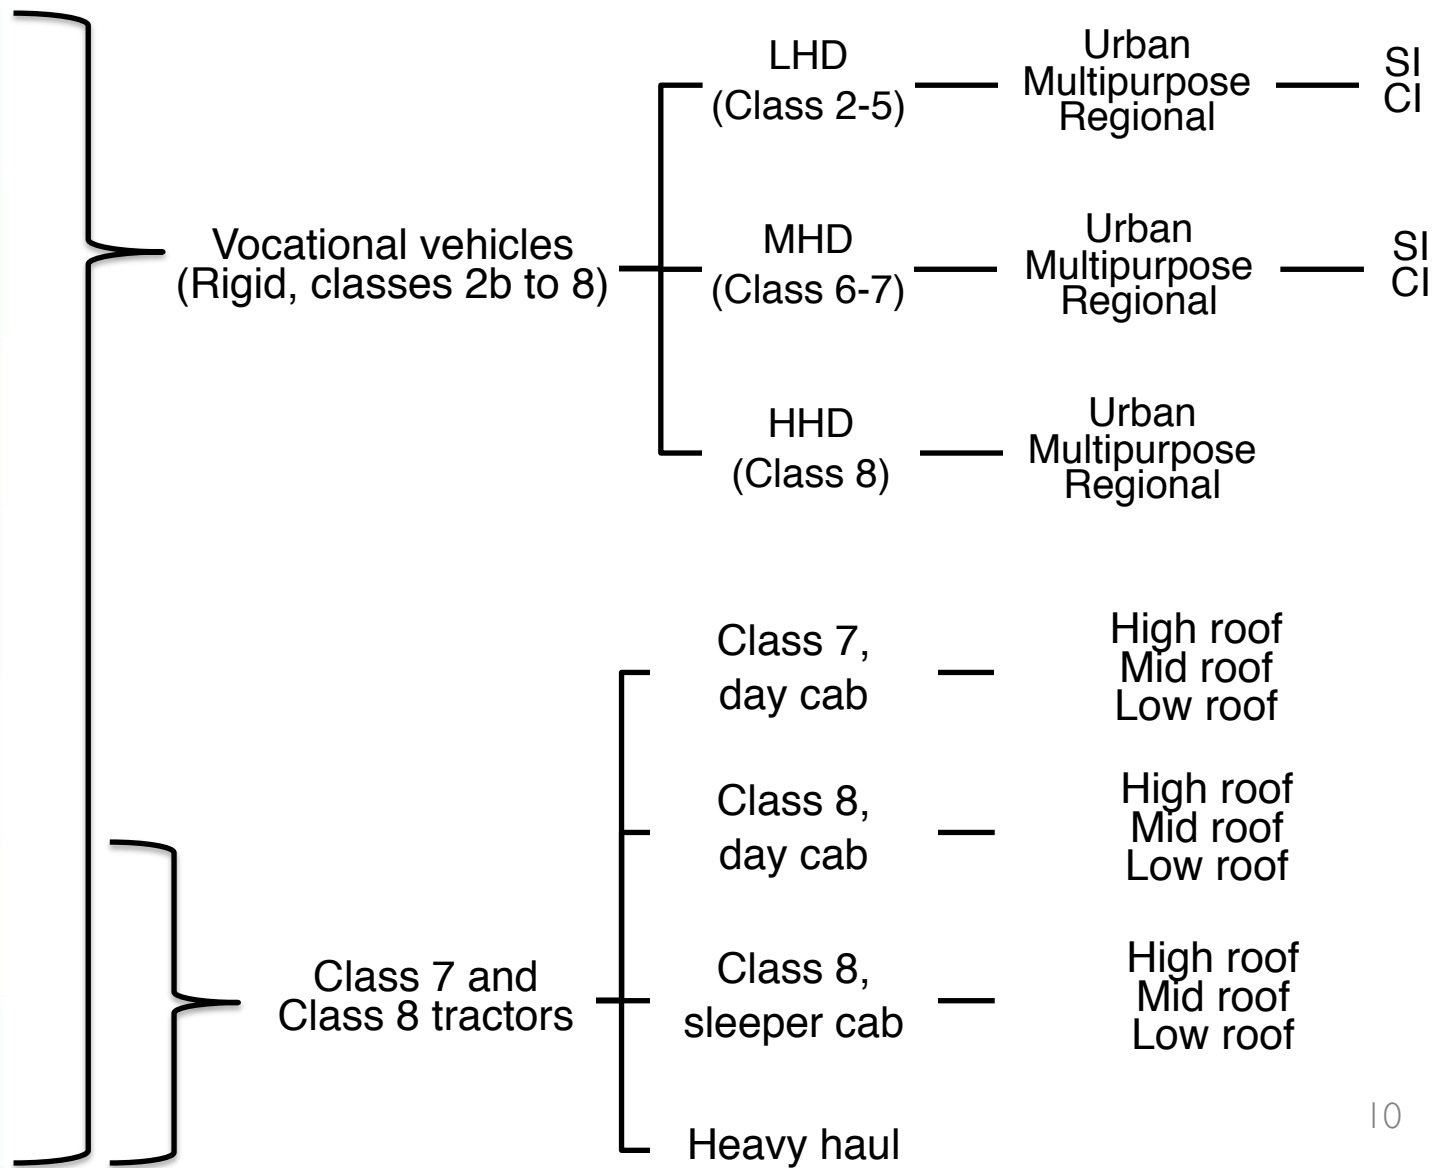 Vocational vehicles
(Rigid, classes 2b to 8)
LHD
(Class 2-5)
Urban
Multipurpose
Regional
SI
CI
MHD
(Class 6-7)
Urban
Multipurpose
Regional
SI
CI
HHD
(Class 8)
Urban
Multipurpose
Regional
Class 7 and
Class 8 tractors
Class 7,
day cab
High roof
Mid roof
Low roof
Class 8,
day cab
High roof
Mid roof
Low roof
Class 8,
sleeper cab
High roof
Mid roof
Low roof
Heavy haul
10